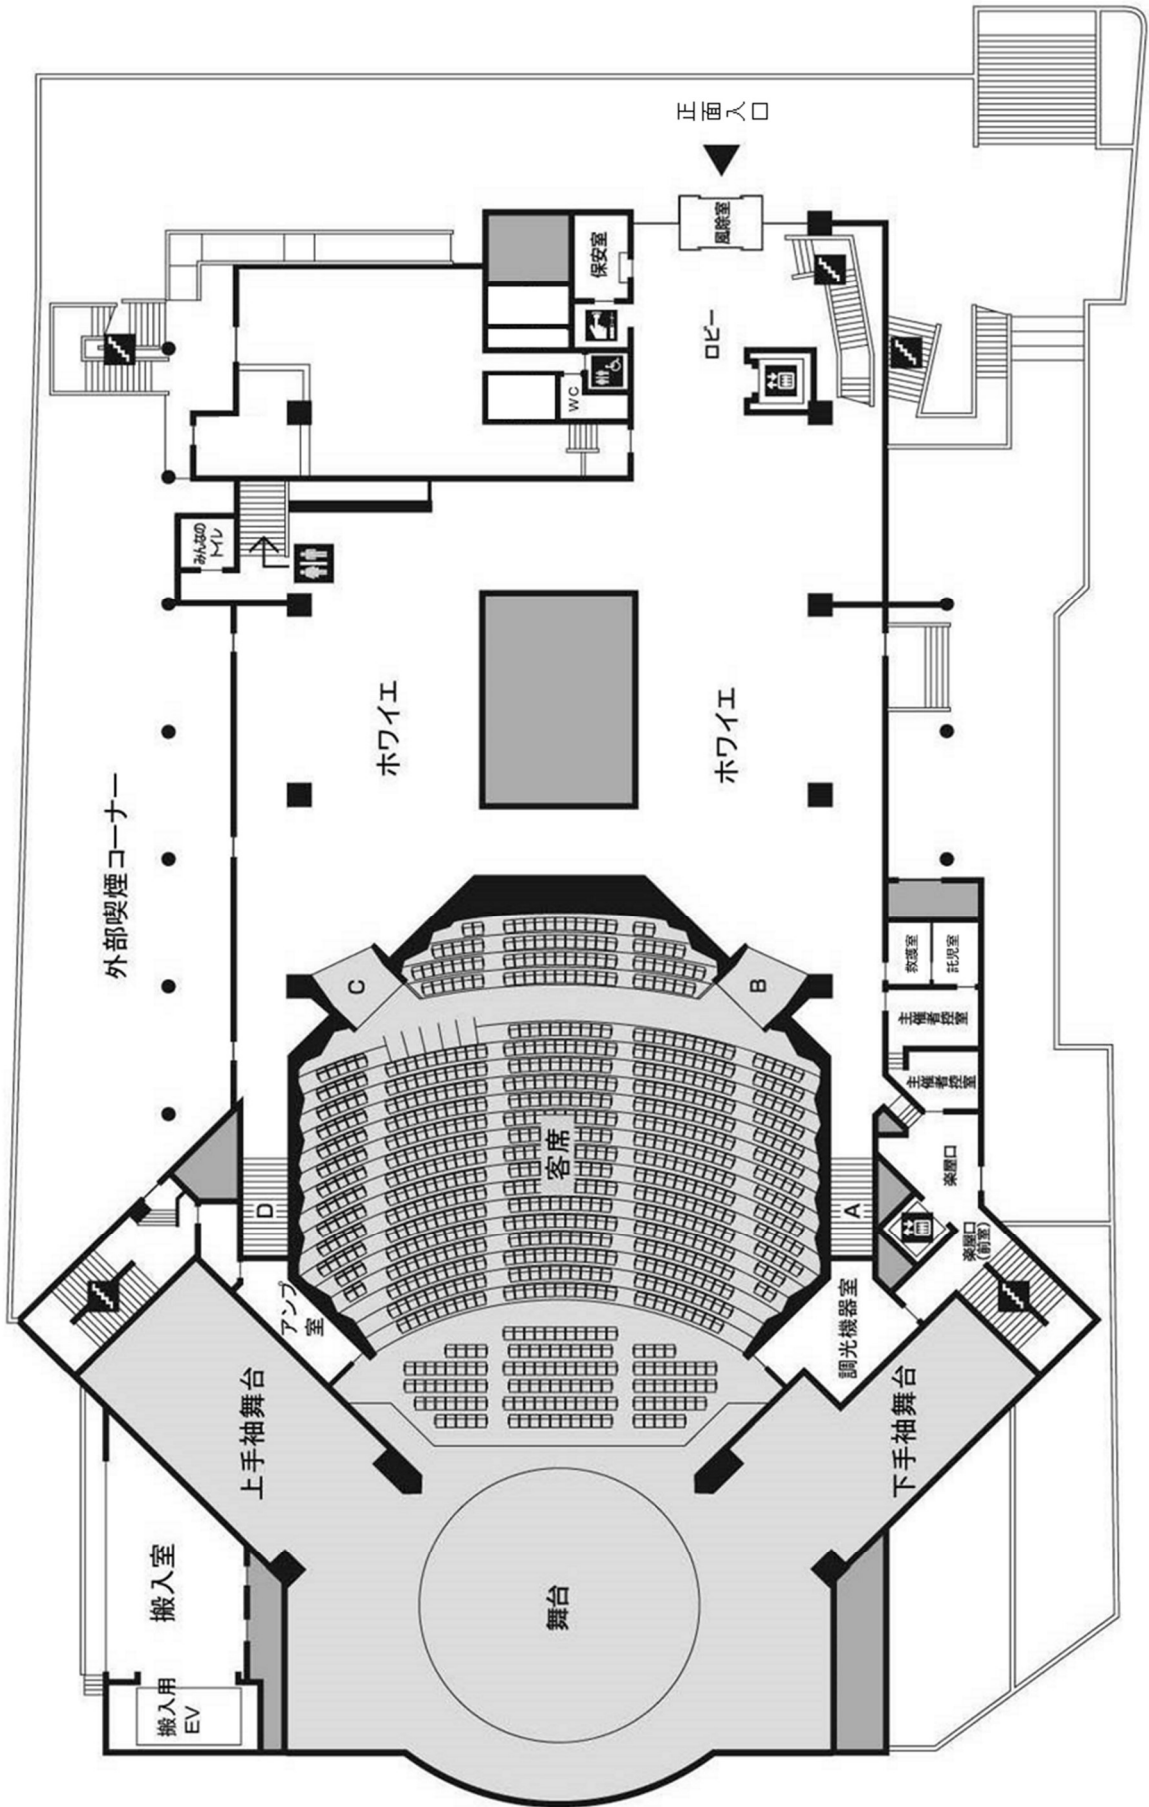 正面入口
風除室
保安室
ロビー
WC
みんなの
トイレ
ホワイエ
ホワイエ
外部喫煙コーナー
C
B
救護室
託児室
主催者控室
主催者控室
客席
D
A
楽屋口
楽屋口
(前室)
アンプ
室
調光機器室
上手袖舞台
下手袖舞台
搬入室
舞台
搬入用
EV